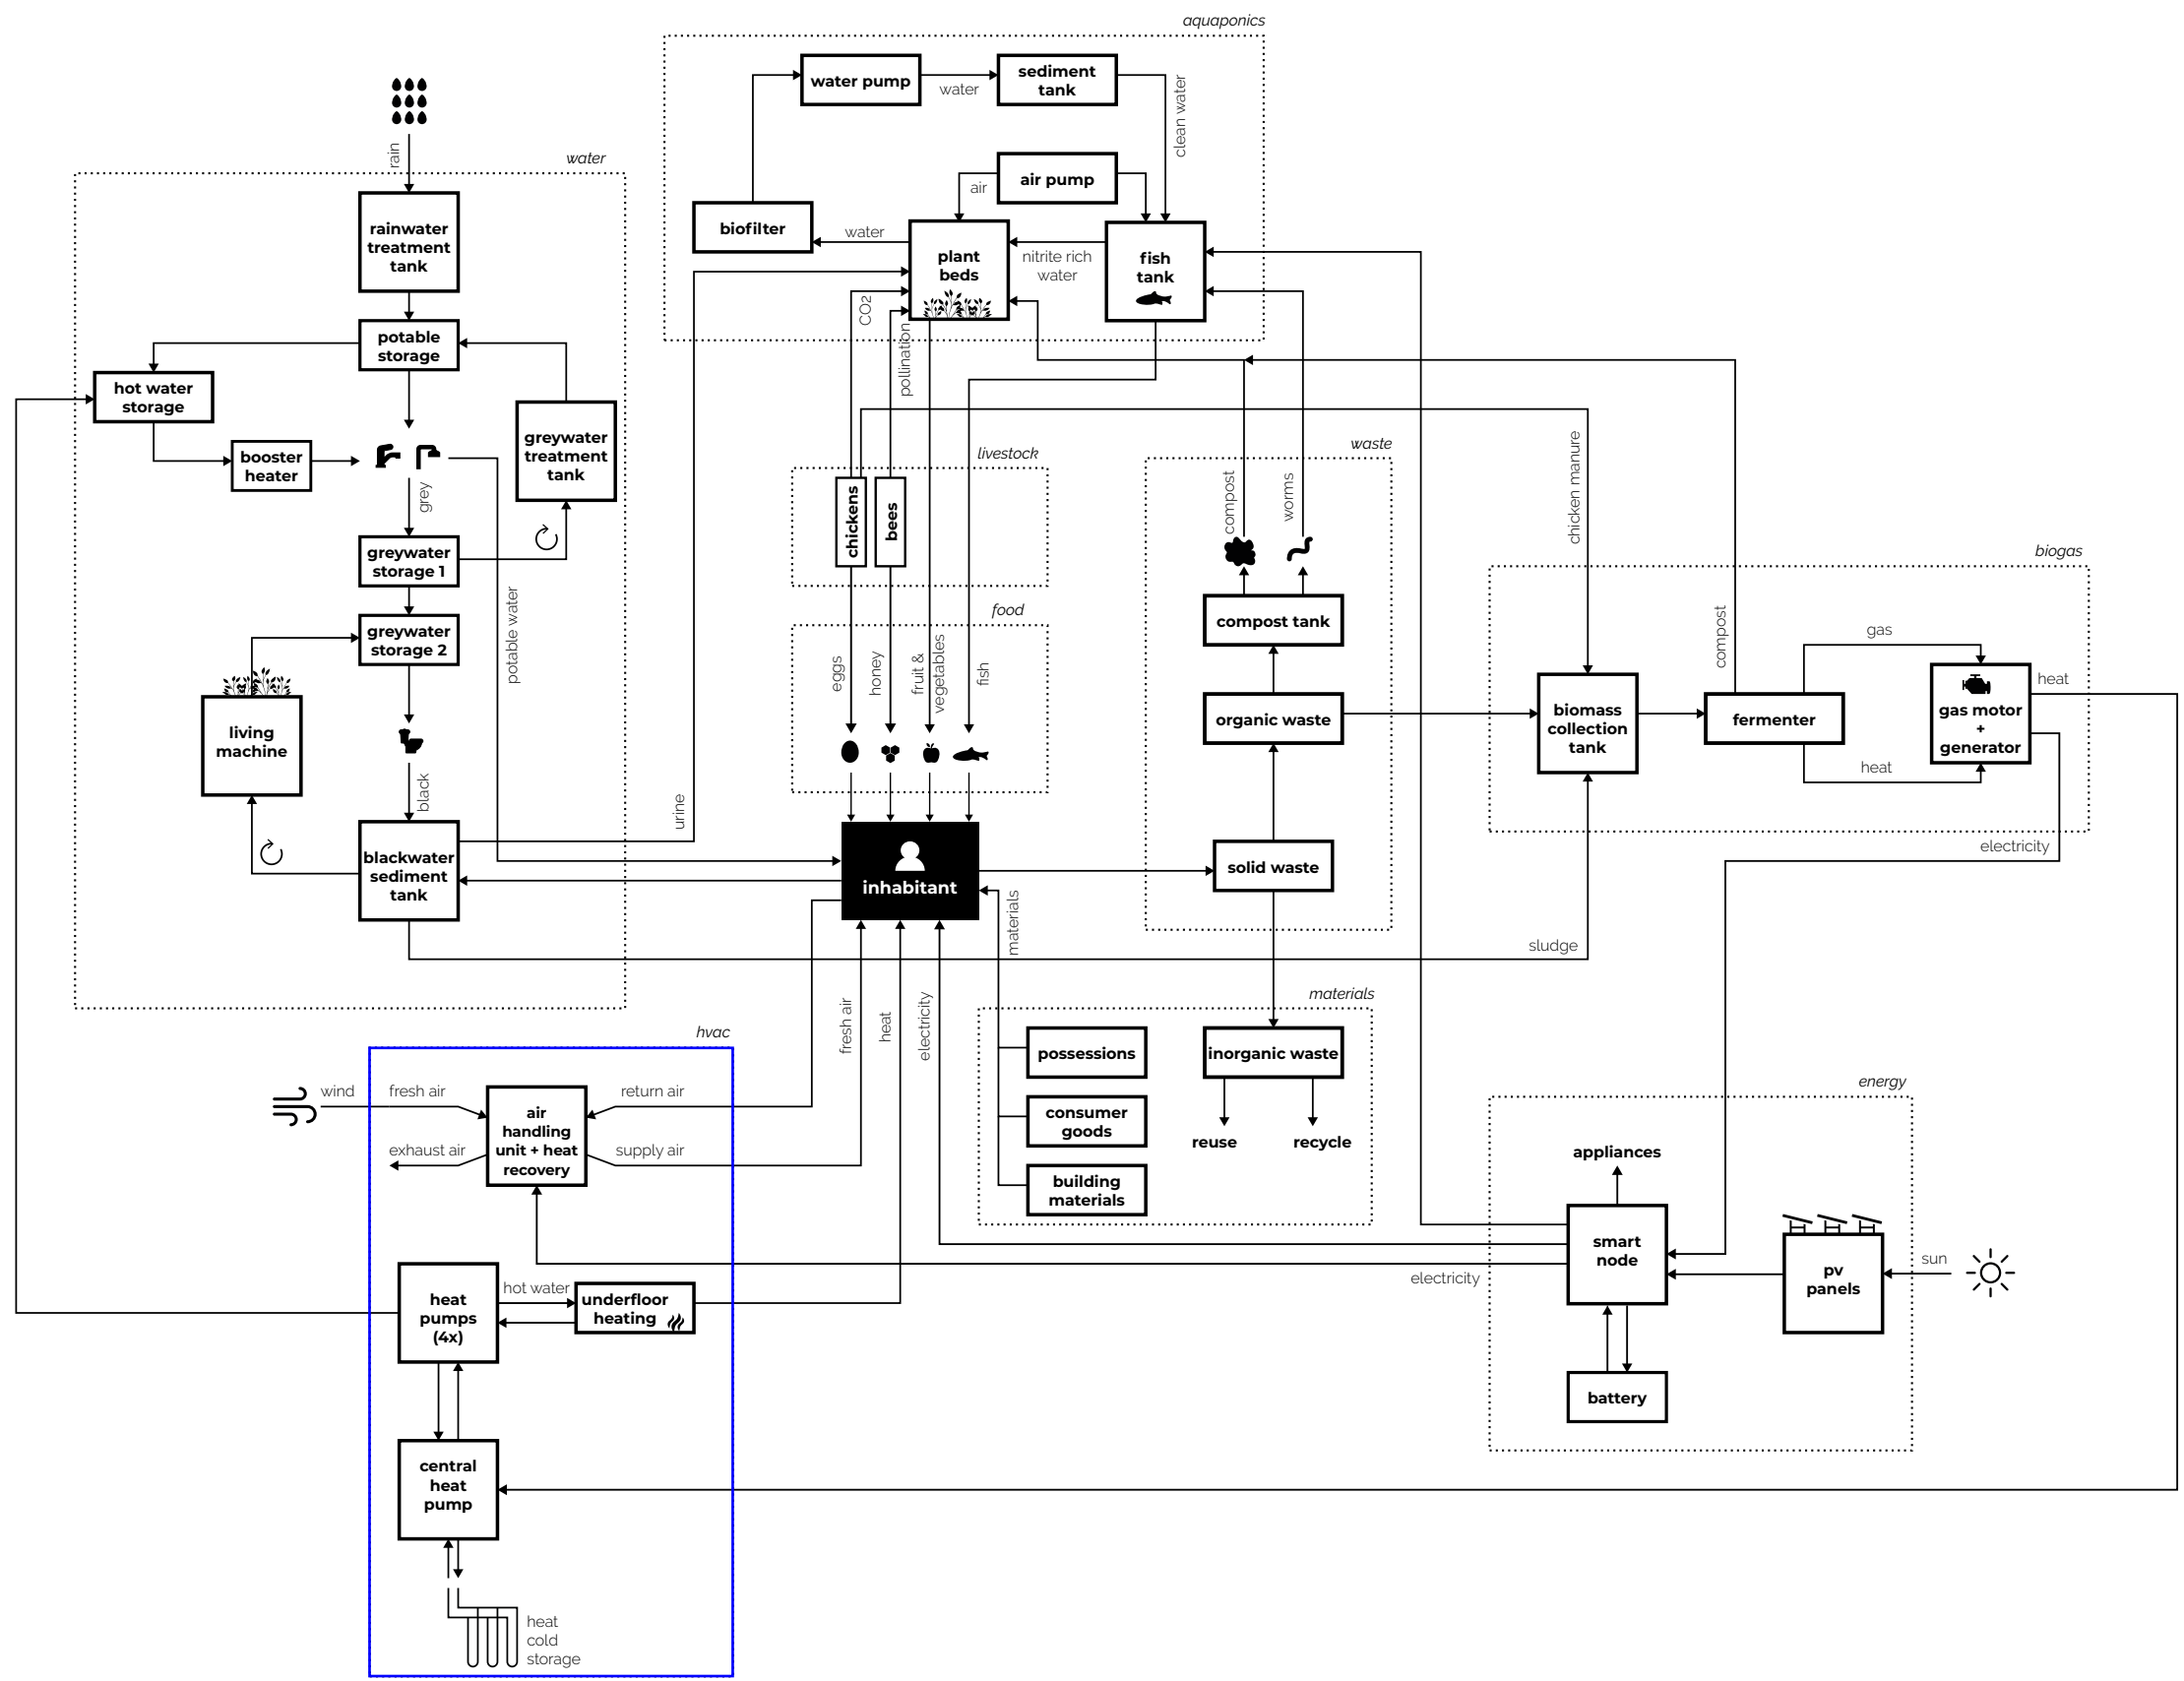 aquaponics
water pump
water
sediment
tank
clean water
air pump
air
biofilter
water
plant
beds
nitrite rich
water
fish
tank
CO2
pollination
rain
water
rainwater
treatment
tank
potable
storage
hot water
storage
booster
heater
greywater
treatment
tank
grey
greywater
storage 1
greywater
storage 2
potable water
living
machine
black
blackwater
sediment
tank
urine
livestock
chickens
bees
food
eggs
honey
fruit &
vegetables
fish
inhabitant
waste
compost
worms
compost tank
organic waste
solid waste
chicken manure
biogas
compost
biomass
collection
tank
fermenter
gas
heat
gas motor
+
generator
heat
electricity
sludge
materials
fresh air
heat
electricity
materials
possessions
consumer
goods
building
materials
inorganic waste
reuse
recycle
hvac
wind
fresh air
exhaust air
air
handling
unit + heat
recovery
return air
supply air
heat
pumps
(4x)
hot water
underfloor
heating
central
heat
pump
heat
cold
storage
energy
appliances
smart
node
electricity
pv
panels
sun
battery